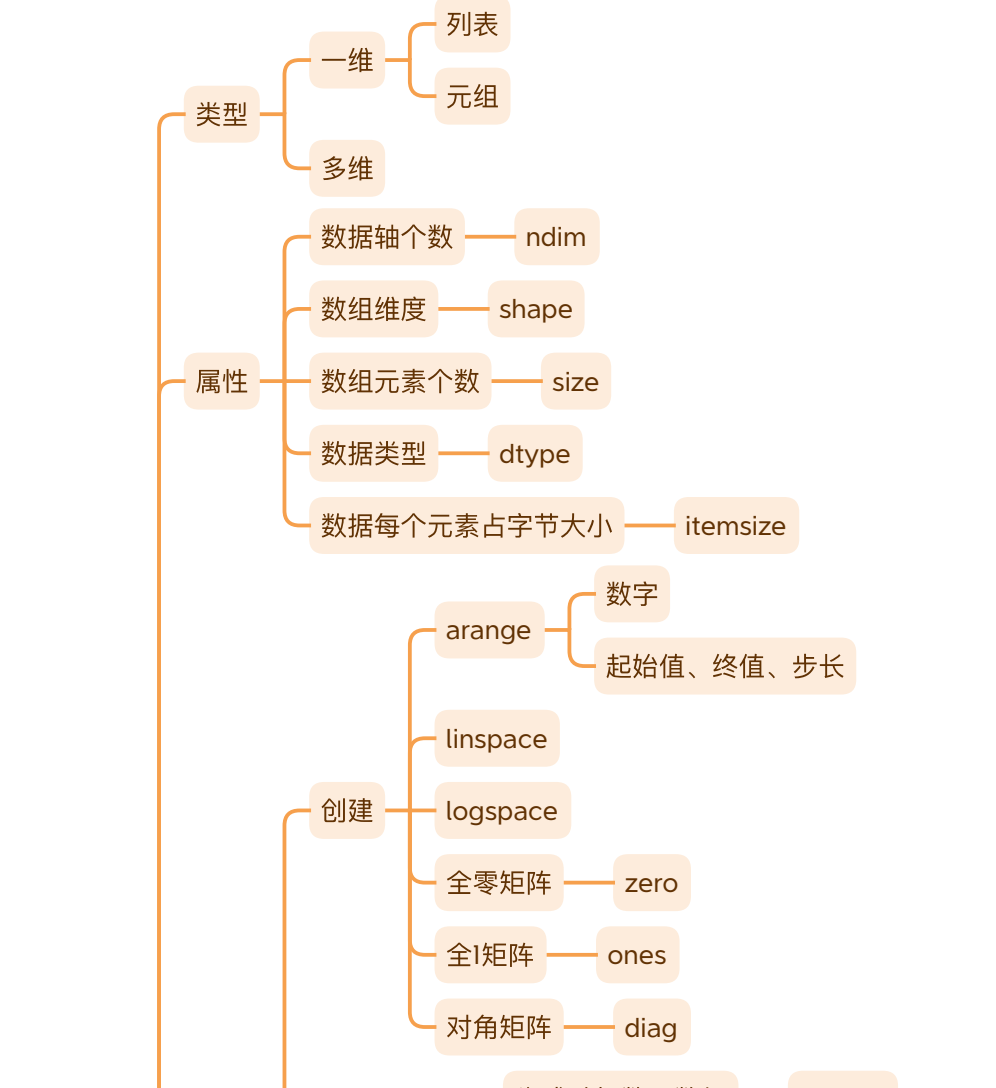 列表
一维
元组
类型
多维
数据轴个数
ndim
数组维度
shape
属性
数组元素个数
size
数据类型
dtype
数据每个元素占字节大小
itemsize
数字
arange
起始值、终值、步长
linspace
创建
logspace
全零矩阵
zero
全1矩阵
ones
对角矩阵
diag